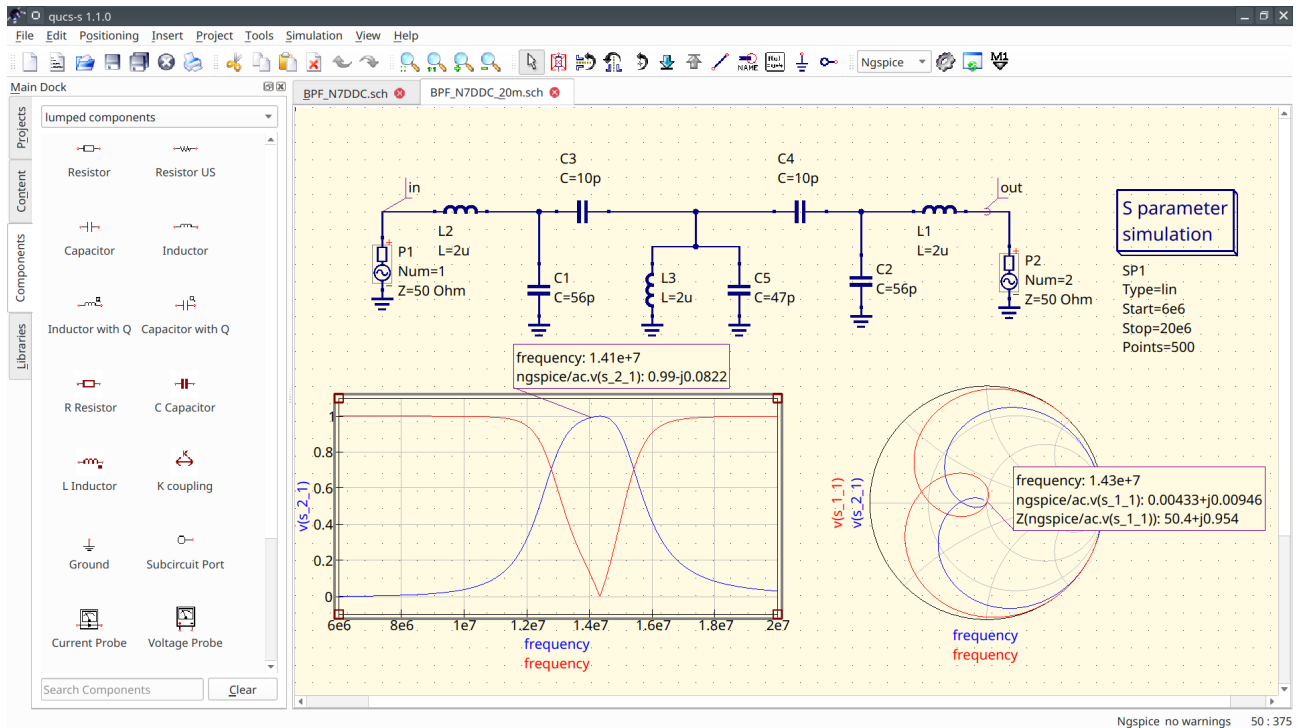 qucs-s 1.1.0
File Edit Positioning Insert Project Tools Simulation View Help
NAME
Ngspice
M1
Main Dock
BPF_N7DDC.sch
BPF_N7DDC_20m.sch
Projects
Content
Components
Libraries
lumped components
Resistor
Resistor US
Capacitor
Inductor
Inductor with Q
Capacitor with Q
R Resistor
C Capacitor
L Inductor
K coupling
Ground
Subcircuit Port
Current Probe
Voltage Probe
Search Components
Clear
in
out
C3
C=10p
C4
C=10p
L2
L=2u
L1
L=2u
P1
Num=1
Z=50 Ohm
C1
C=56p
L3
L=2u
C5
C=47p
C2
C=56p
P2
Num=2
Z=50 Ohm
S parameter
simulation
SP1
Type=lin
Start=6e6
Stop=20e6
Points=500
frequency: 1.41e+7
ngspice/ac.v(s_2_1): 0.99-j0.0822
v(s_2_1)
1
0.8
0.6
0.4
0.2
0
6e6 8e6 1e7 1.2e7 1.4e7 1.6e7 1.8e7 2e7
frequency
frequency
v(s_1_1)
v(s_2_1)
frequency: 1.43e+7
ngspice/ac.v(s_1_1): 0.00433+j0.00946
Z(ngspice/ac.v(s_1_1)): 50.4+j0.954
frequency
frequency
Ngspice no warnings 50 : 375